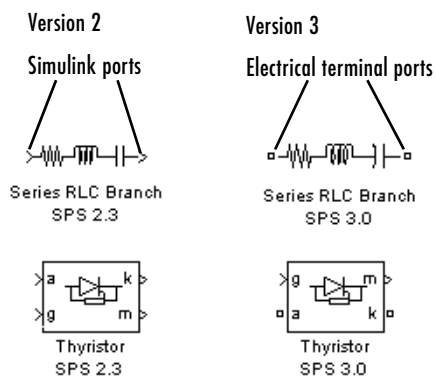 Version 2
Version 3
Simulink ports
Electrical terminal ports
Series RLC Branch
SPS 2.3
Series RLC Branch
SPS 3.0
a k
g m
Thyristor
SPS 2.3
g m
a k
Thyristor
SPS 3.0